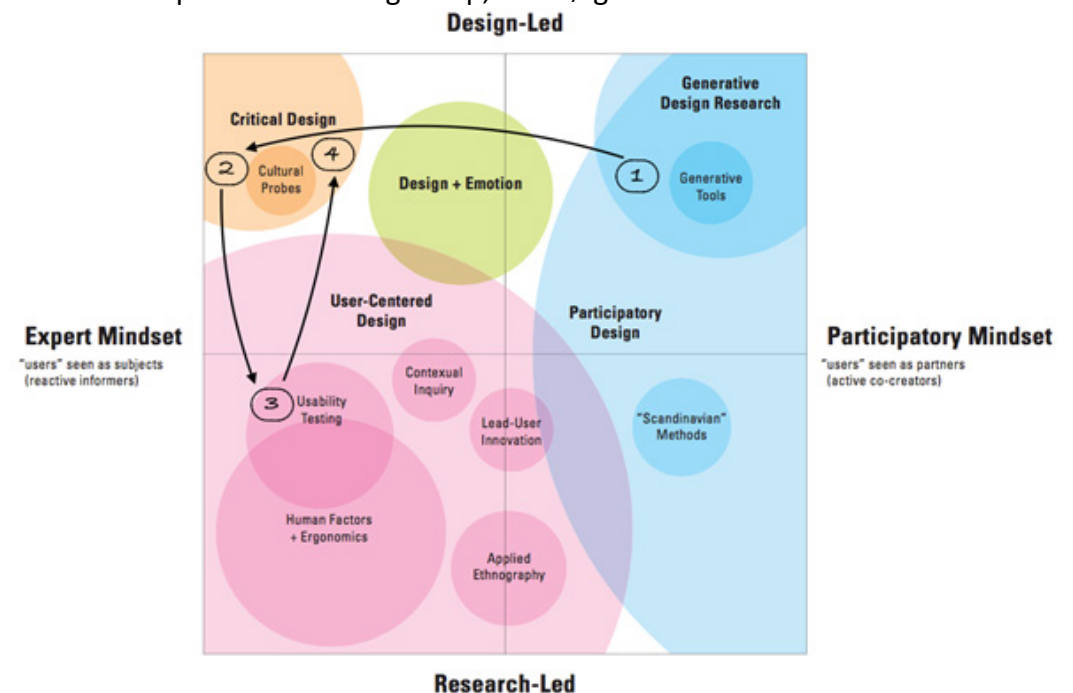 Design-Led
Generative
Design Research
Critical Design
4
2
Cultural
Probes
Design + Emotion
1
Generative
Tools
User-Centered
Design
Participatory
Design
Expert Mindset
"users" seen as subjects
(reactive informers)
Participatory Mindset
"users" seen as partners
(active co-creators)
Contexual
Inquiry
3
Usability
Testing
Lead-User
Innovation
"Scandinavian"
Methods
Human Factors
+ Ergonomics
Applied
Ethnography
Research-Led